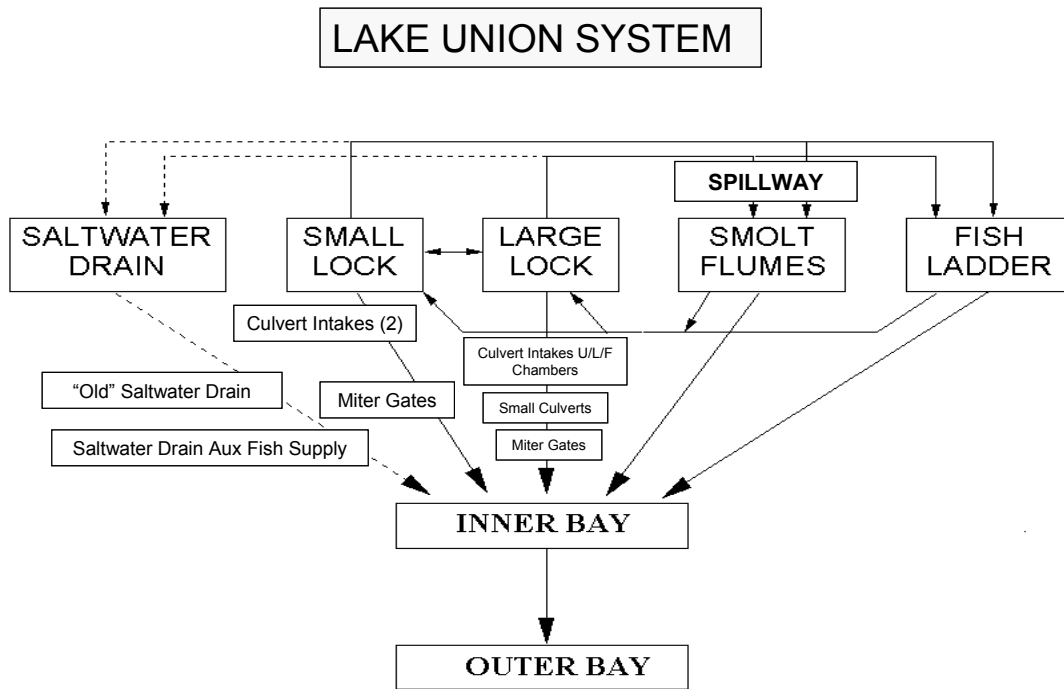 LAKE UNION SYSTEM
SPILLWAY
SALTWATER
DRAIN
SMALL
LOCK
LARGE
LOCK
SMOLT
FLUMES
FISH
LADDER
Culvert Intakes (2)
Culvert Intakes U/L/F
Chambers
“Old” Saltwater Drain
Miter Gates
Small Culverts
Saltwater Drain Aux Fish Supply
Miter Gates
INNER BAY
OUTER BAY